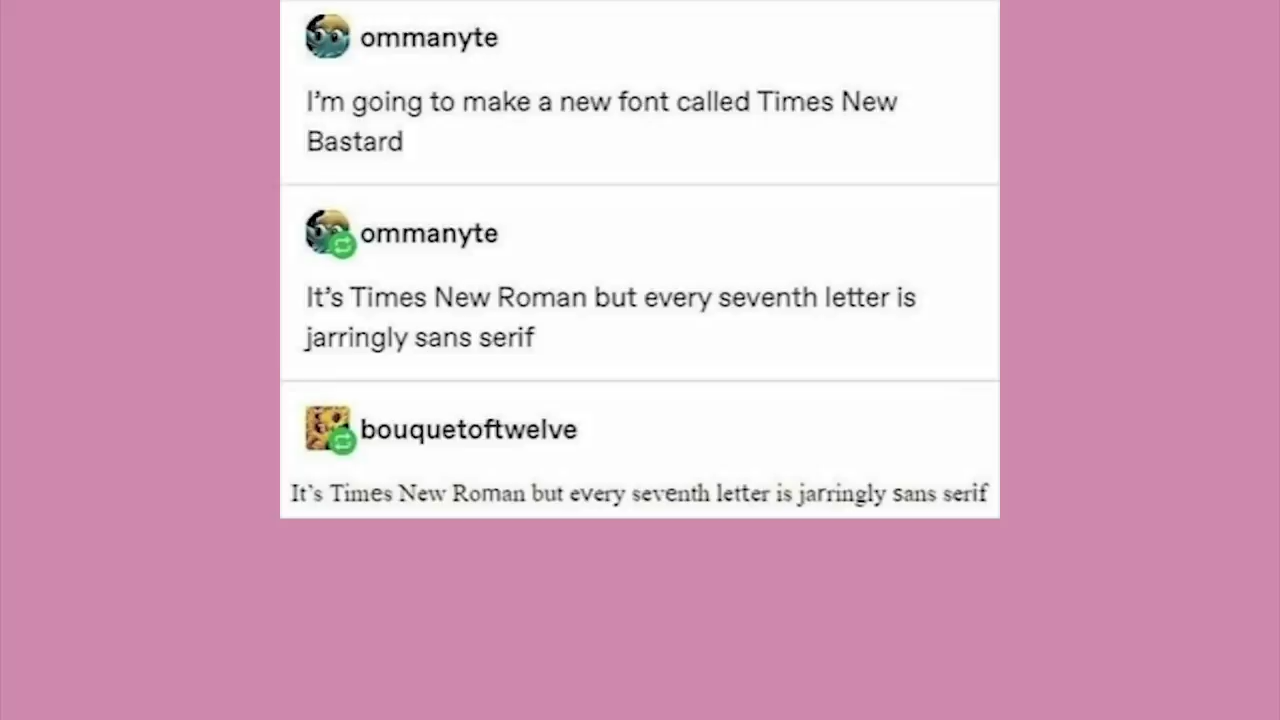 ommanyte
I’m going to make a new font called Times New
Bastard
ommanyte
It’s Times New Roman but every seventh letter is
jarringly sans serif
bouquetoftwelve
It’s Times New Roman but every seventh letter is jarringly sans serif